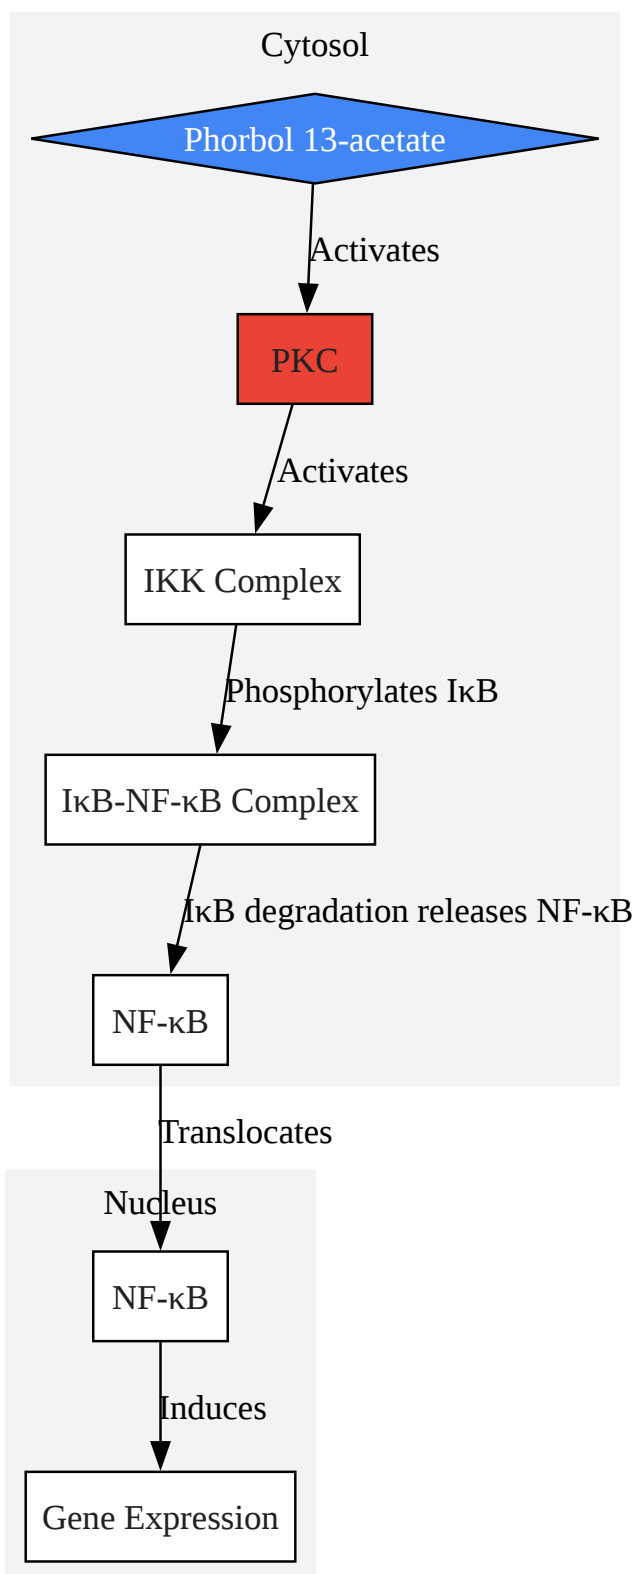 Cytosol
Phorbol 13-acetate
Activates
PKC
Activates
IKK Complex
Phosphorylates IκB
IκB-NF-κB Complex
IκB degradation releases NF-κB
NF-κB
Translocates
Nucleus
NF-κB
Induces
Gene Expression